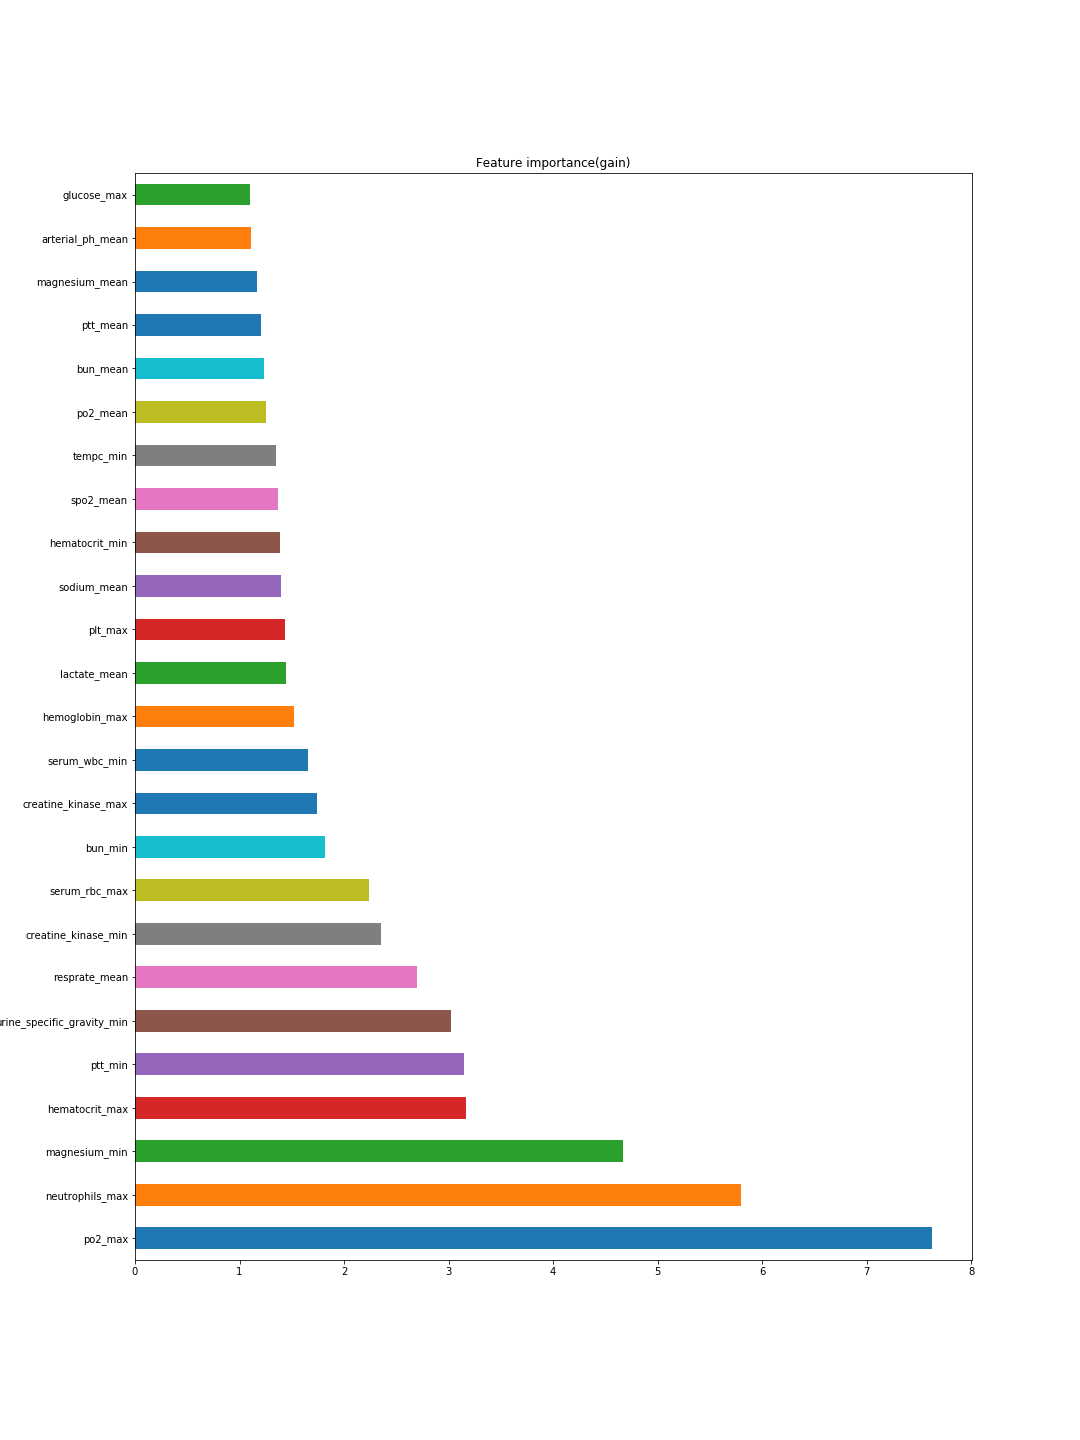 Feature importance(gain)
glucose_max
arterial_ph_mean
magnesium_mean
ptt_mean
bun_mean
po2_mean
tempc_min
spo2_mean
hematocrit_min
sodium_mean
plt_max
lactate_mean
hemoglobin_max
serum_wbc_min
creatine_kinase_max
bun_min
serum_rbc_max
creatine_kinase_min
resprate_mean
urine_specific_gravity_min
ptt_min
hematocrit_max
magnesium_min
neutrophils_max
po2_max
0 1 2 3 4 5 6 7 8